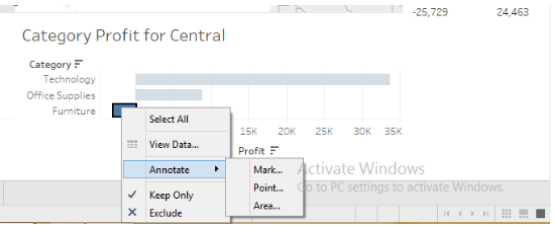 -25,729 24,463
Category Profit for Central
Category
Technology
Office Supplies
Furniture
Select All
View Data...
Annotate
Keep Only
Exclude
Mark...
Point...
Area...
15K 20K 25K 30K 35K
Profit
Activate Windows
Go to PC settings to activate Windows.